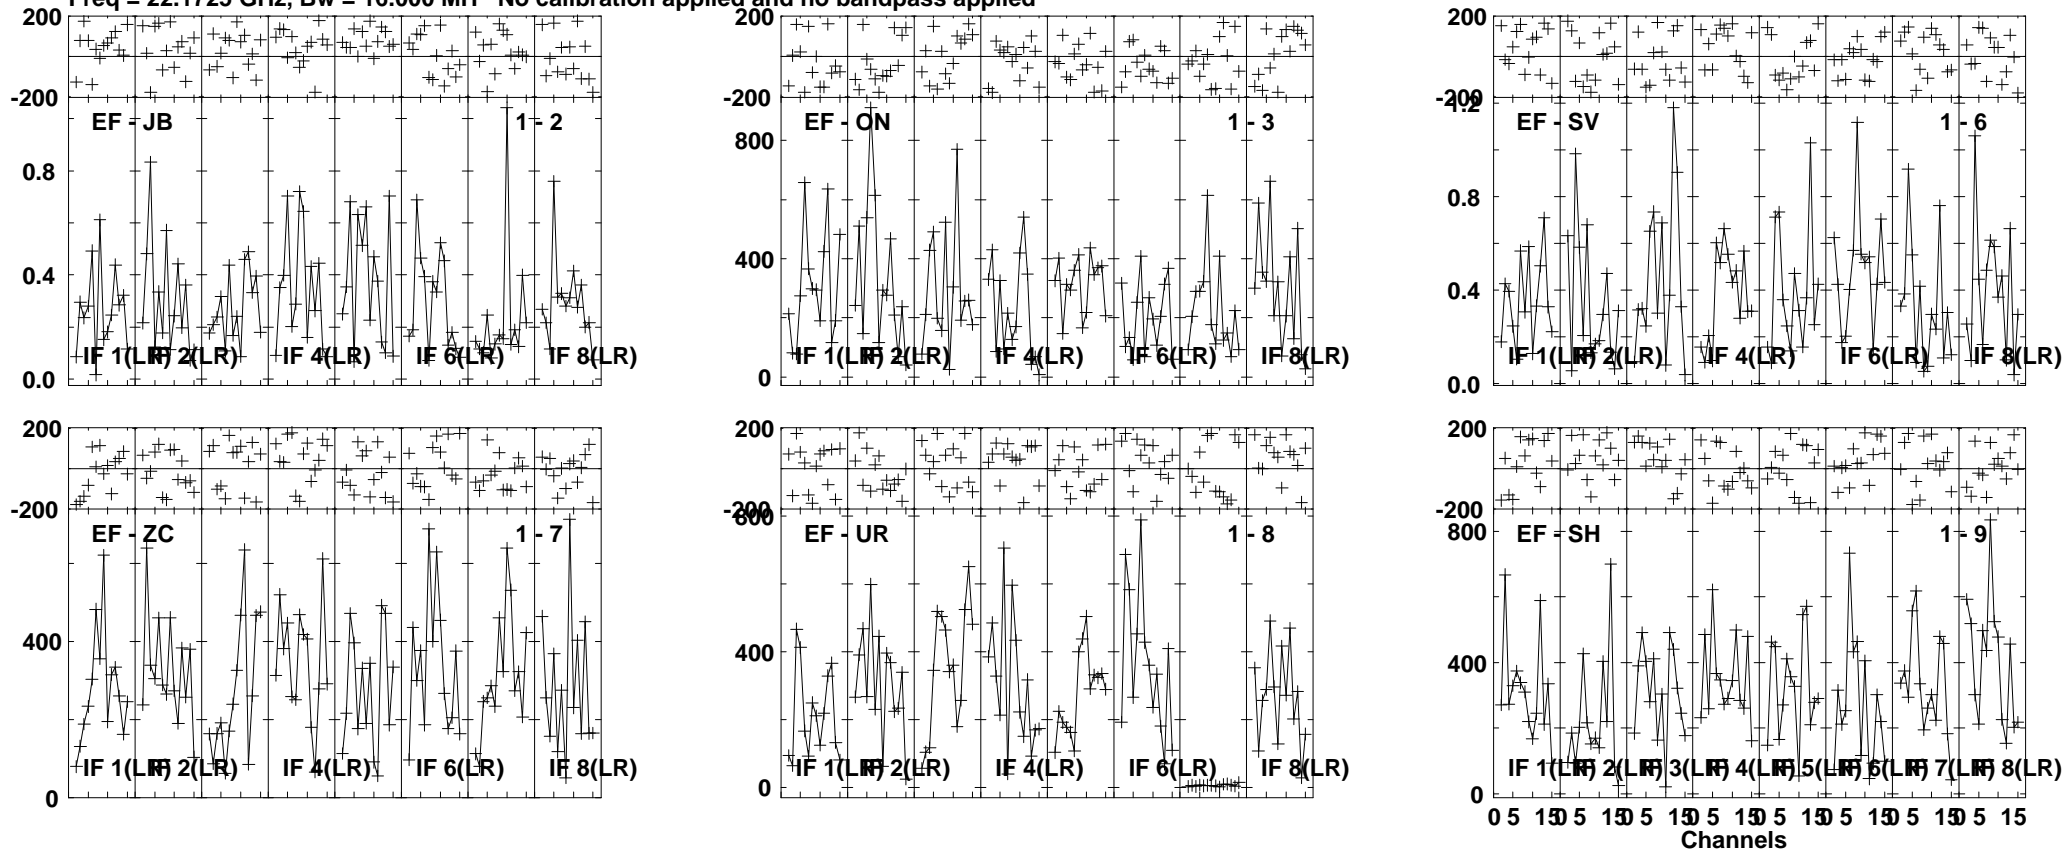 Freq = 22.1725 GHz, Bw = 16.000 MH No calibration applied and no bandpass applied
200
-200
EF - JB 1 - 2
0.8
0.4
0.0
IF 1(LR) IF 2(LR) IF 4(LR) IF 6(LR) IF 8(LR)
200
-200
EF - ON 1 - 3
800
400
0
IF 1(LR) IF 2(LR) IF 4(LR) IF 6(LR) IF 8(LR)
200
-200
1.2
EF - SV 1 - 6
0.8
0.4
0.0
IF 1(LR) IF 2(LR) IF 4(LR) IF 6(LR) IF 8(LR)
200
-200
EF - ZC 1 - 7
400
0
IF 1(LR) IF 2(LR) IF 4(LR) IF 6(LR) IF 8(LR)
200
-200
800
EF - UR 1 - 8
400
0
IF 1(LR) IF 2(LR) IF 4(LR) IF 6(LR) IF 8(LR)
200
-200
800
EF - SH 1 - 9
400
0
IF 1(LR) IF 2(LR) IF 3(LR) IF 4(LR) IF 5(LR) IF 6(LR) IF 7(LR) IF 8(LR)
0 5 15 0 5 15 0 5 15 0 5 15 0 5 15 0 5 15 0 5 15 0 5 15
Channels